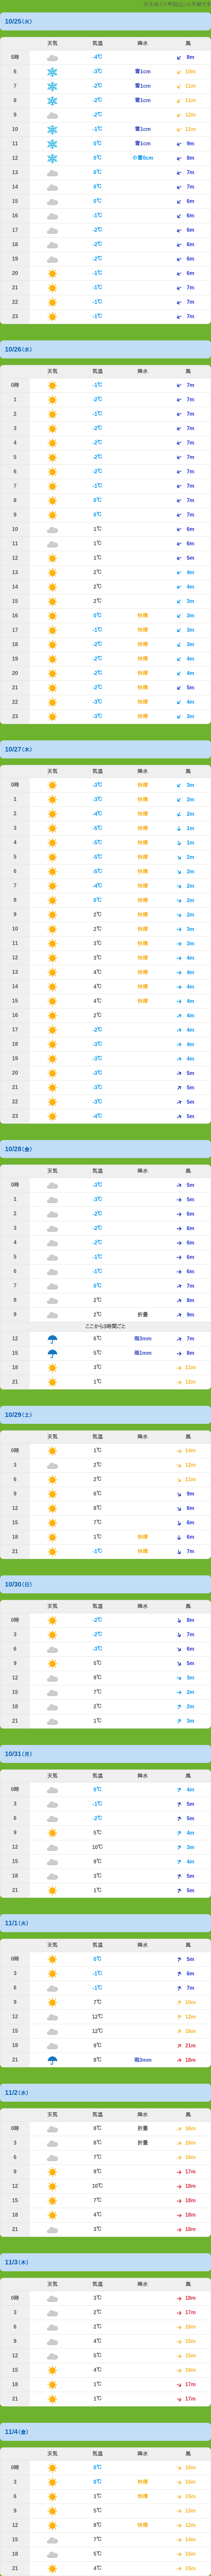 10/25(火)
天気 気温 降水 風
5時 -4℃ 8m
6 -3℃ 雪1cm 10m
7 -2℃ 雪1cm 11m
8 -2℃ 雪1cm 11m
9 -2℃ 12m
10 -1℃ 雪1cm 11m
11 0℃ 雪1cm 9m
12 0℃ 小雪0cm 8m
13 0℃ 7m
14 0℃ 7m
15 0℃ 6m
16 -1℃ 6m
17 -2℃ 6m
18 -2℃ 6m
19 -2℃ 6m
20 -1℃ 6m
21 -1℃ 7m
22 -1℃ 7m
23 -1℃ 7m
10/26(水)
天気 気温 降水 風
0時 -1℃ 7m
1 -2℃ 7m
2 -1℃ 7m
3 -2℃ 7m
4 -2℃ 7m
5 -2℃ 7m
6 -2℃ 7m
7 -1℃ 7m
8 0℃ 7m
9 0℃ 7m
10 1℃ 6m
11 1℃ 6m
12 1℃ 5m
13 2℃ 4m
14 2℃ 4m
15 2℃ 3m
16 0℃ 快晴 3m
17 -1℃ 快晴 3m
18 -2℃ 快晴 3m
19 -2℃ 快晴 4m
20 -2℃ 快晴 4m
21 -2℃ 快晴 5m
22 -3℃ 快晴 4m
23 -3℃ 快晴 3m
10/27(木)
天気 気温 降水 風
0時 -3℃ 快晴 3m
1 -3℃ 快晴 2m
2 -4℃ 快晴 2m
3 -5℃ 快晴 1m
4 -5℃ 快晴 1m
5 -5℃ 快晴 2m
6 -5℃ 快晴 2m
7 -4℃ 快晴 2m
8 0℃ 快晴 2m
9 2℃ 快晴 2m
10 2℃ 快晴 3m
11 3℃ 快晴 3m
12 3℃ 快晴 4m
13 4℃ 快晴 4m
14 4℃ 快晴 4m
15 4℃ 快晴 4m
16 2℃ 4m
17 -2℃ 4m
18 -3℃ 4m
19 -3℃ 4m
20 -3℃ 5m
21 -3℃ 5m
22 -3℃ 5m
23 -4℃ 5m
10/28(金)
天気 気温 降水 風
0時 -3℃ 5m
1 -3℃ 5m
2 -2℃ 6m
3 -2℃ 6m
4 -2℃ 6m
5 -1℃ 6m
6 -1℃ 6m
7 0℃ 7m
8 2℃ 8m
9 2℃ 折畳 9m
ここから3時間ごと
12 6℃ 雨3mm 7m
15 5℃ 雨1mm 8m
18 3℃ 11m
21 1℃ 12m
10/29(土)
天気 気温 降水 風
0時 1℃ 14m
3 2℃ 12m
6 2℃ 11m
9 6℃ 9m
12 8℃ 6m
15 7℃ 6m
18 1℃ 快晴 6m
21 -1℃ 快晴 7m
10/30(日)
天気 気温 降水 風
0時 -2℃ 8m
3 -2℃ 7m
6 -3℃ 6m
9 5℃ 5m
12 9℃ 3m
15 7℃ 2m
18 2℃ 2m
21 1℃ 3m
10/31(月)
天気 気温 降水 風
0時 0℃ 4m
3 -1℃ 5m
6 -2℃ 5m
9 5℃ 4m
12 10℃ 3m
15 9℃ 4m
18 3℃ 5m
21 1℃ 5m
11/1(火)
天気 気温 降水 風
0時 0℃ 5m
3 -1℃ 6m
6 -1℃ 7m
9 7℃ 10m
12 12℃ 12m
15 12℃ 16m
18 9℃ 21m
21 8℃ 雨3mm 18m
11/2(水)
天気 気温 降水 風
0時 8℃ 折畳 16m
3 8℃ 折畳 16m
6 7℃ 16m
9 9℃ 17m
12 10℃ 18m
15 7℃ 18m
18 4℃ 18m
21 3℃ 18m
11/3(木)
天気 気温 降水 風
0時 3℃ 18m
3 2℃ 17m
6 2℃ 16m
9 4℃ 15m
12 5℃ 15m
15 4℃ 16m
18 1℃ 17m
21 1℃ 17m
11/4(金)
天気 気温 降水 風
0時 0℃ 16m
3 0℃ 快晴 15m
6 1℃ 快晴 15m
9 5℃ 13m
12 8℃ 快晴 12m
15 7℃ 14m
18 5℃ 15m
21 4℃ 15m